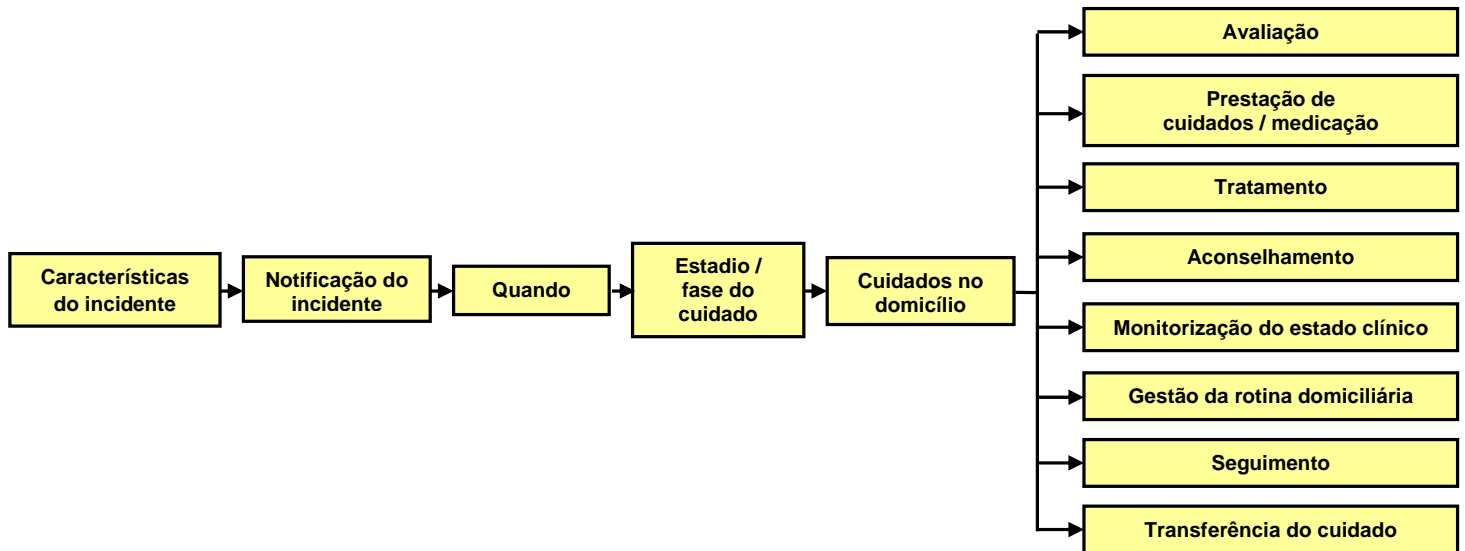 Características
do incidente
Notificação do
incidente
Quando
Estadio /
fase do
cuidado
Cuidados no
domicílio
Avaliação
Prestação de
cuidados / medicação
Tratamento
Aconselhamento
Monitorização do estado clínico
Gestão da rotina domiciliária
Seguimento
Transferência do cuidado